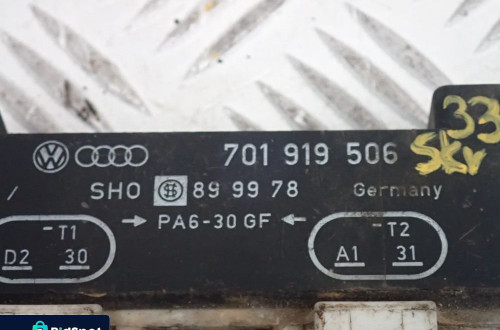 701 919 506
33
Skv
/ SHO 89 99 78 Germany
→ PA6-30 GF ←
-T1
D2 30
-T2
A1 31
BidSpot